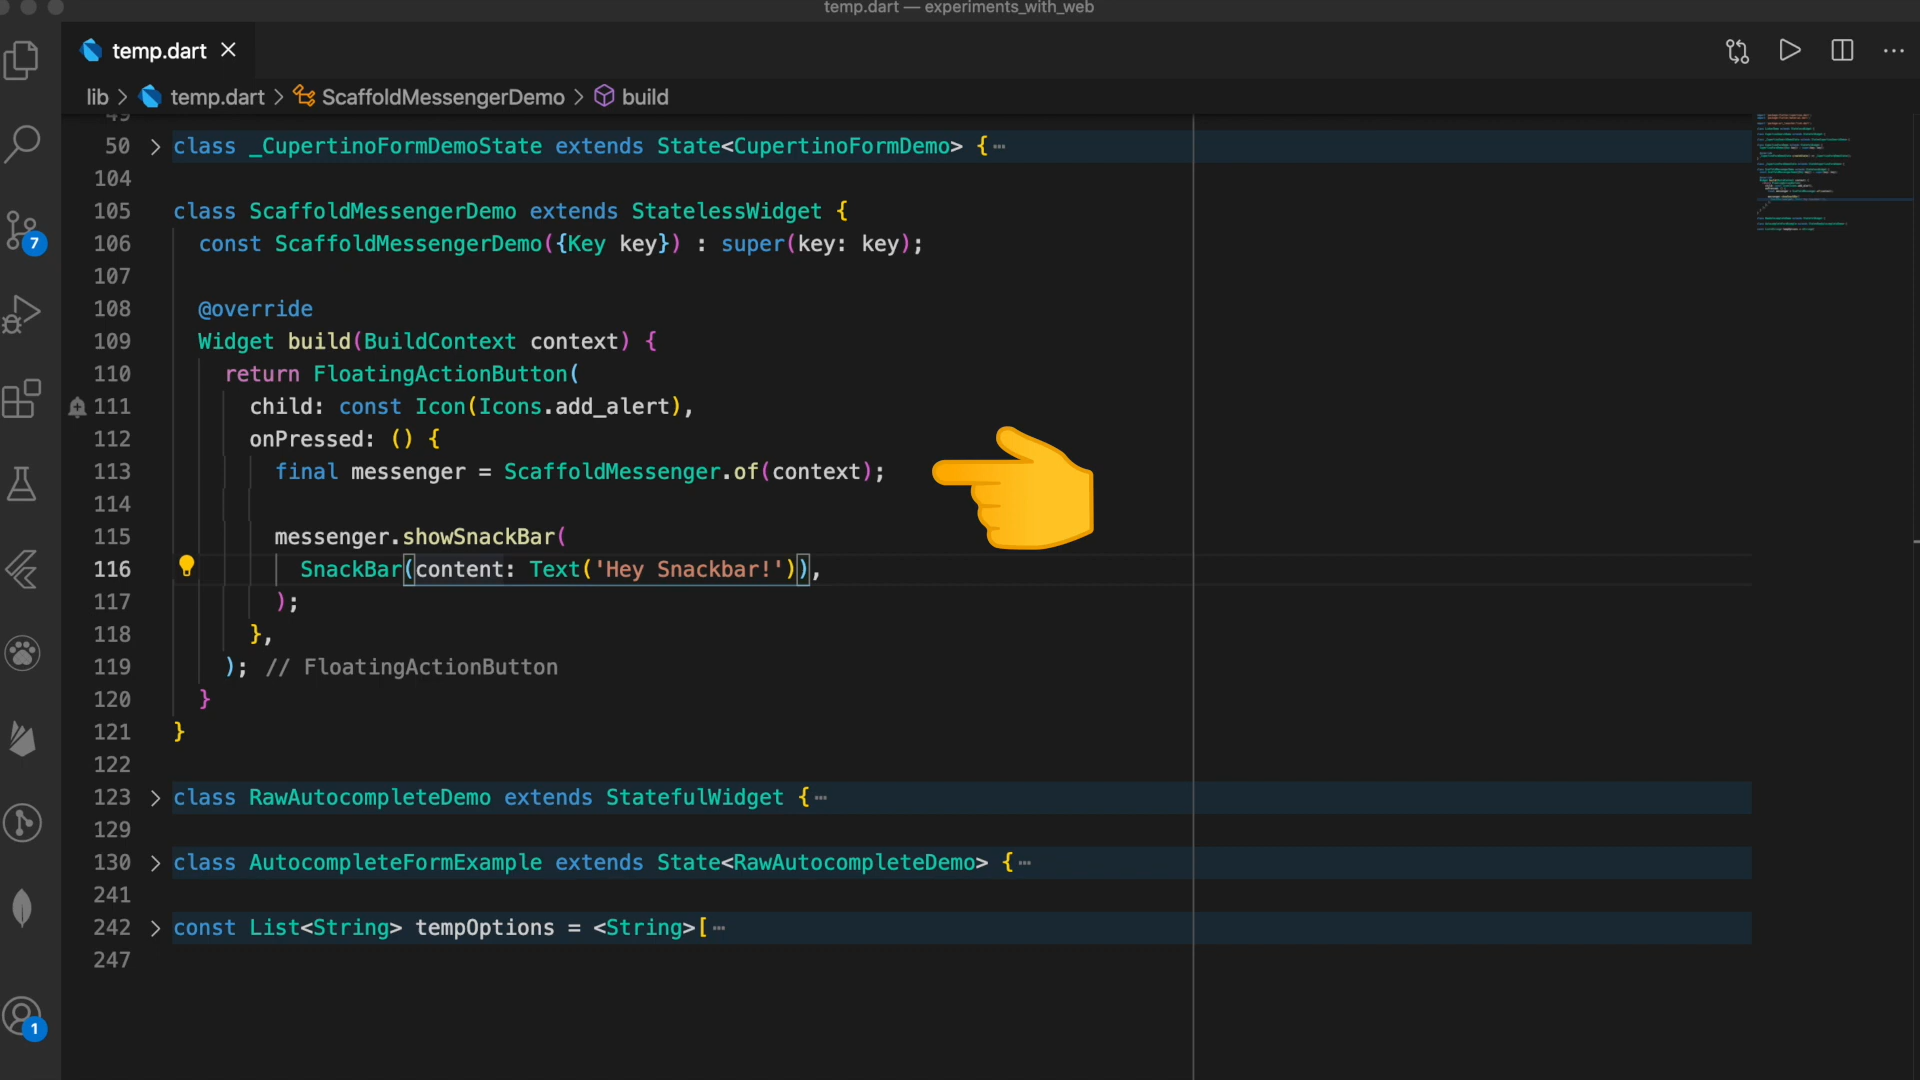 temp.dart — experiments_with_web
temp.dart
lib > temp.dart > ScaffoldMessengerDemo > build
49
50 class _CupertinoFormDemoState extends State<CupertinoFormDemo> {…
104
105 class ScaffoldMessengerDemo extends StatelessWidget {
106 const ScaffoldMessengerDemo({Key key}) : super(key: key);
107
108 @override
109 Widget build(BuildContext context) {
110 return FloatingActionButton(
111 child: const Icon(Icons.add_alert),
112 onPressed: () {
113 final messenger = ScaffoldMessenger.of(context);
114
115 messenger.showSnackBar(
116 SnackBar(content: Text('Hey Snackbar!')),
117 );
118 },
119 ); // FloatingActionButton
120 }
121 }
122
123 class RawAutocompleteDemo extends StatefulWidget {…
129
130 class AutocompleteFormExample extends State<RawAutocompleteDemo> {…
241
242 const List<String> tempOptions = <String>[…
247
7
1